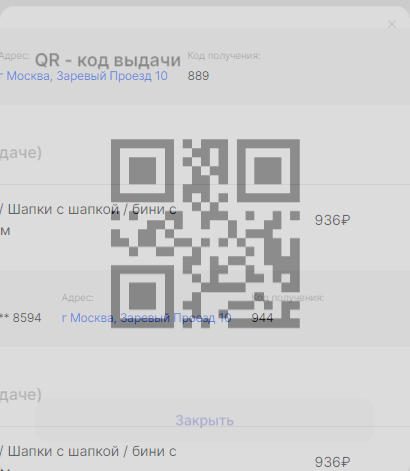 ×
Адрес:
Код получения:
QR - код выдачи
г Москва, Заревый Проезд 10
889
даче)
/ Шапки с шапкой / бини с
936₽
м
Адрес:
Код получения:
** 8594
г Москва, Заревый Проезд 10
944
даче)
Закрыть
/ Шапки с шапкой / бини с
936₽